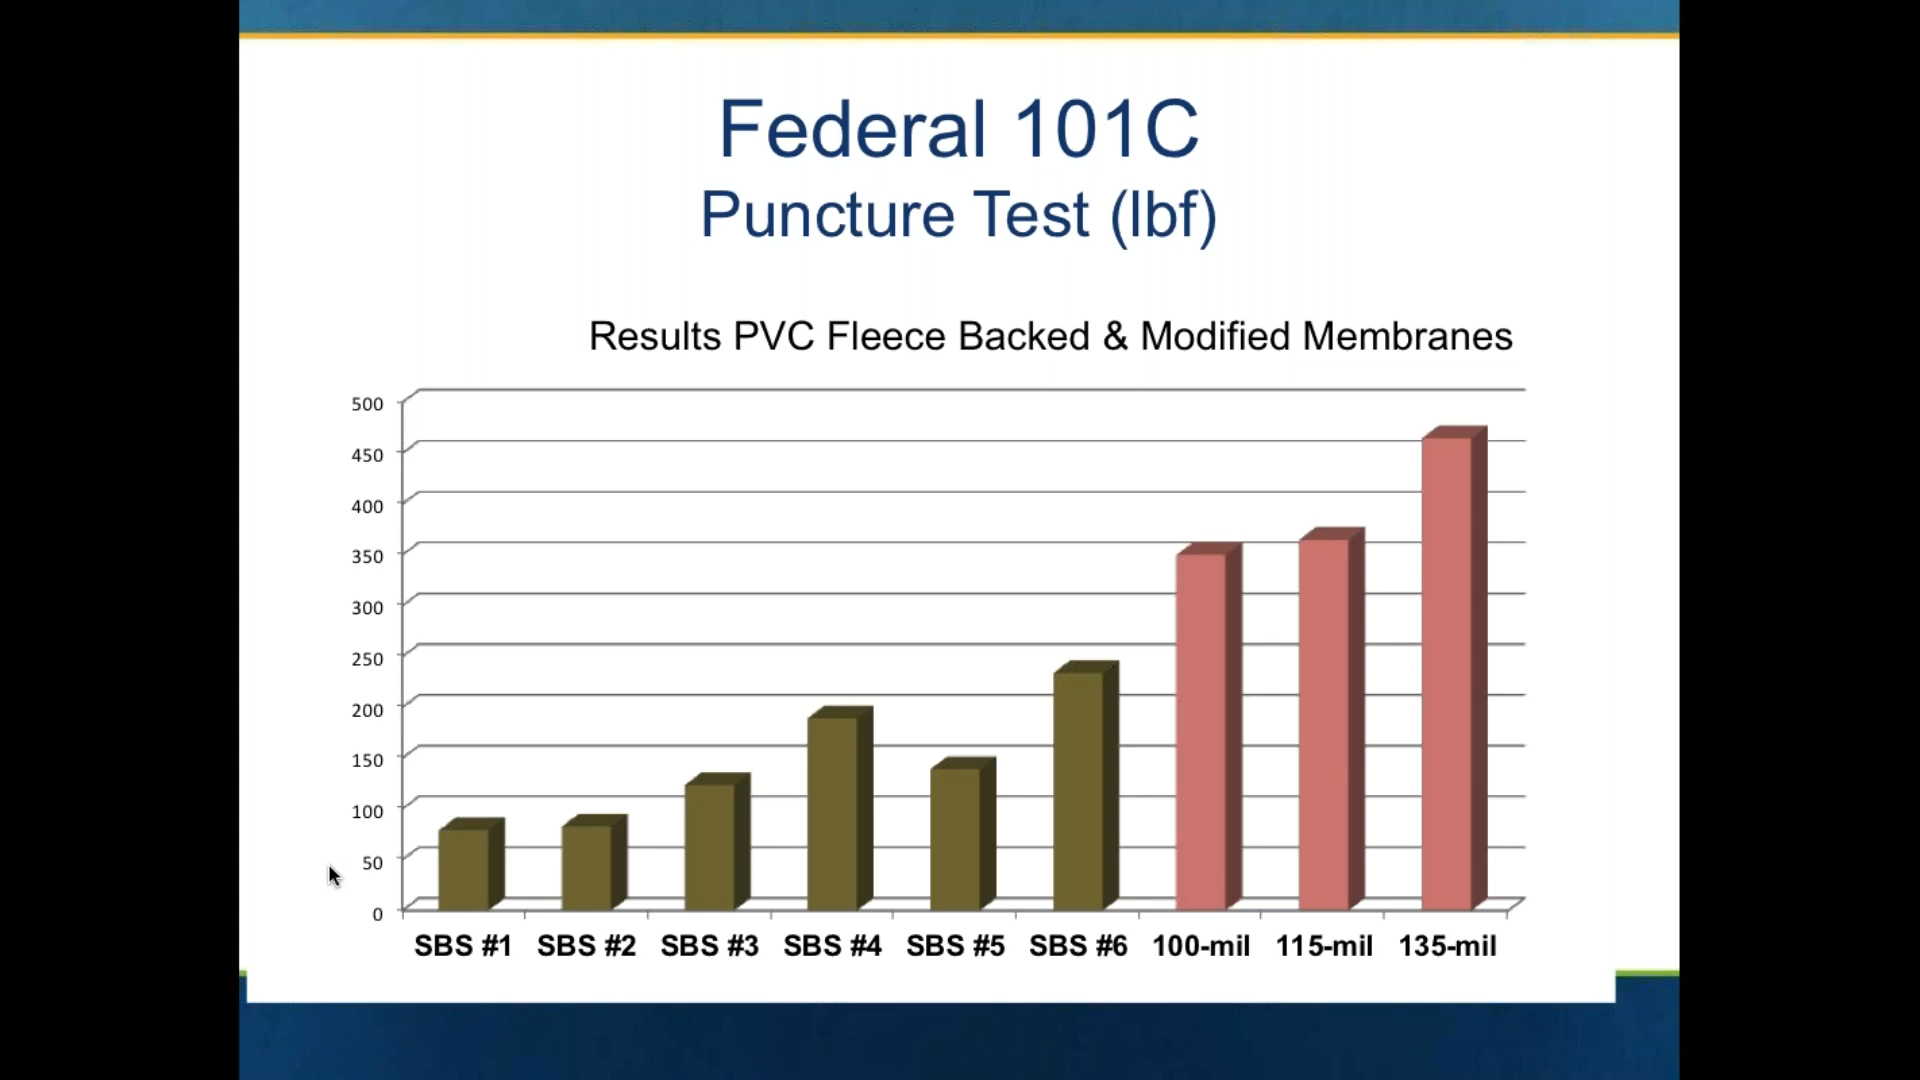 Federal 101C
Puncture Test (lbf)
Results PVC Fleece Backed & Modified Membranes
500
450
400
350
300
250
200
150
100
50
0
SBS #1 SBS #2 SBS #3 SBS #4 SBS #5 SBS #6 100-mil 115-mil 135-mil